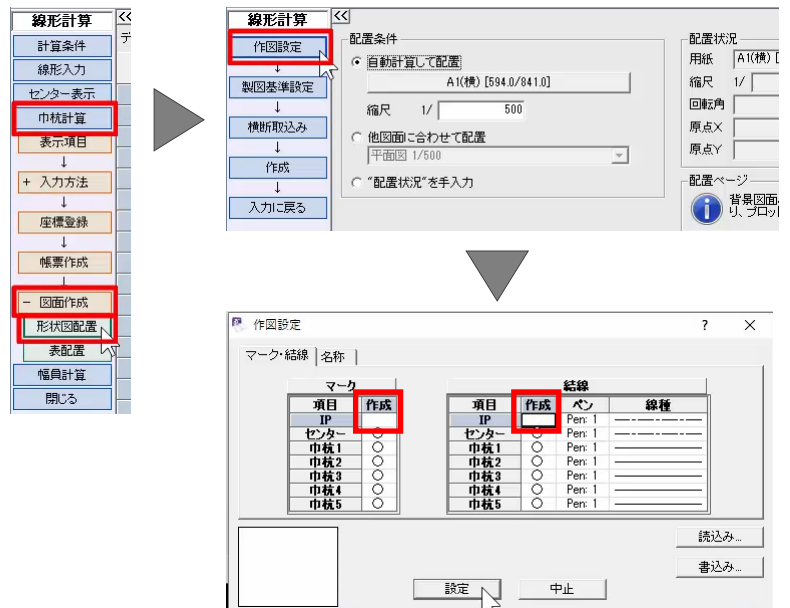 線形計算
<<
計算条件
線形入力
センター表示
巾杭計算
表示項目
↓
+ 入力方法
↓
座標登録
↓
帳票作成
↓
- 図面作成
形状図配置
表配置
幅員計算
閉じる
線形計算
<<
作図設定
↓
製図基準設定
↓
横断取込み
↓
作成
↓
入力に戻る
配置条件
自動計算して配置
A1(横) [594.0/841.0]
縮尺 1/ 500
他図面に合わせて配置
平面図 1/500
"配置状況"を手入力
配置状況
用紙 A1(横) [
縮尺 1/
回転角
原点X
原点Y
配置ページ
背景図面
り、プロッ
作図設定
? ×
マーク・結線 名称
マーク
項目 作成
IP
センター ○
巾杭1 ○
巾杭2 ○
巾杭3 ○
巾杭4 ○
巾杭5 ○
結線
項目 作成 ペン 線種
IP Pen: 1
センター ○ Pen: 1
巾杭1 ○ Pen: 1
巾杭2 ○ Pen: 1
巾杭3 ○ Pen: 1
巾杭4 ○ Pen: 1
巾杭5 ○ Pen: 1
読込み...
書込み...
設定 中止